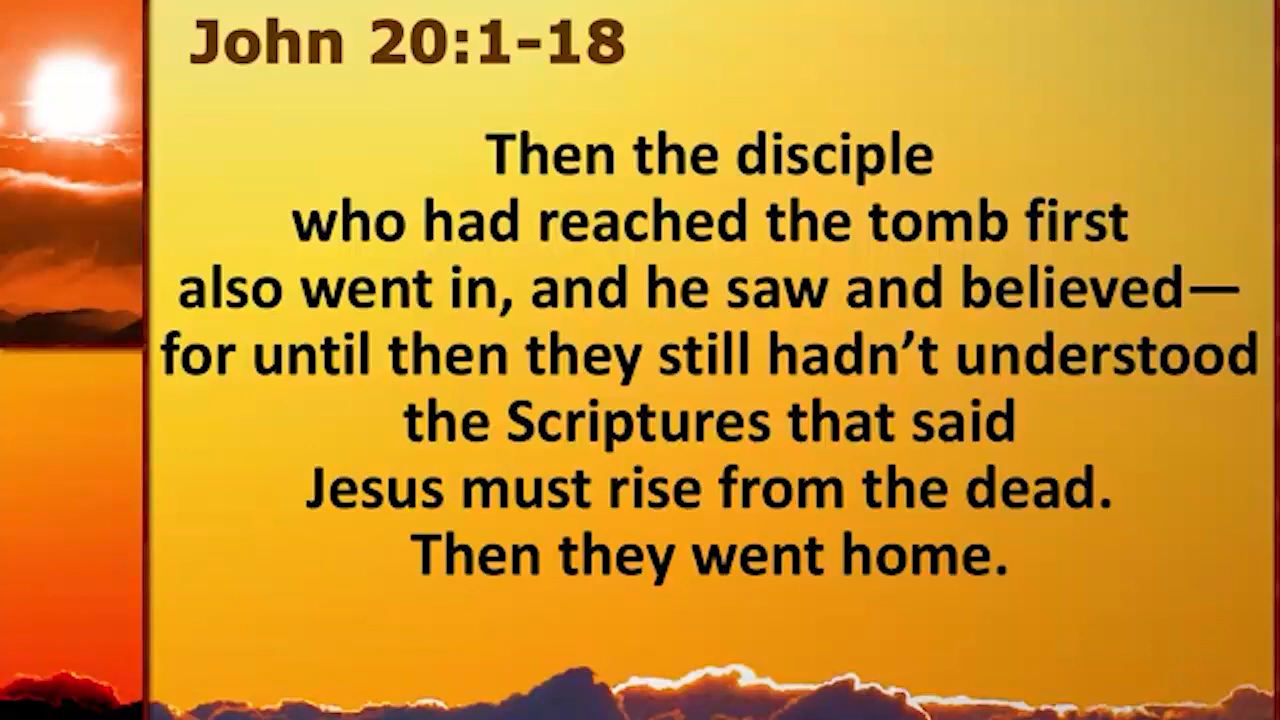 John 20:1-18
Then the disciple
who had reached the tomb first
also went in, and he saw and believed—
for until then they still hadn’t understood
the Scriptures that said
Jesus must rise from the dead.
Then they went home.